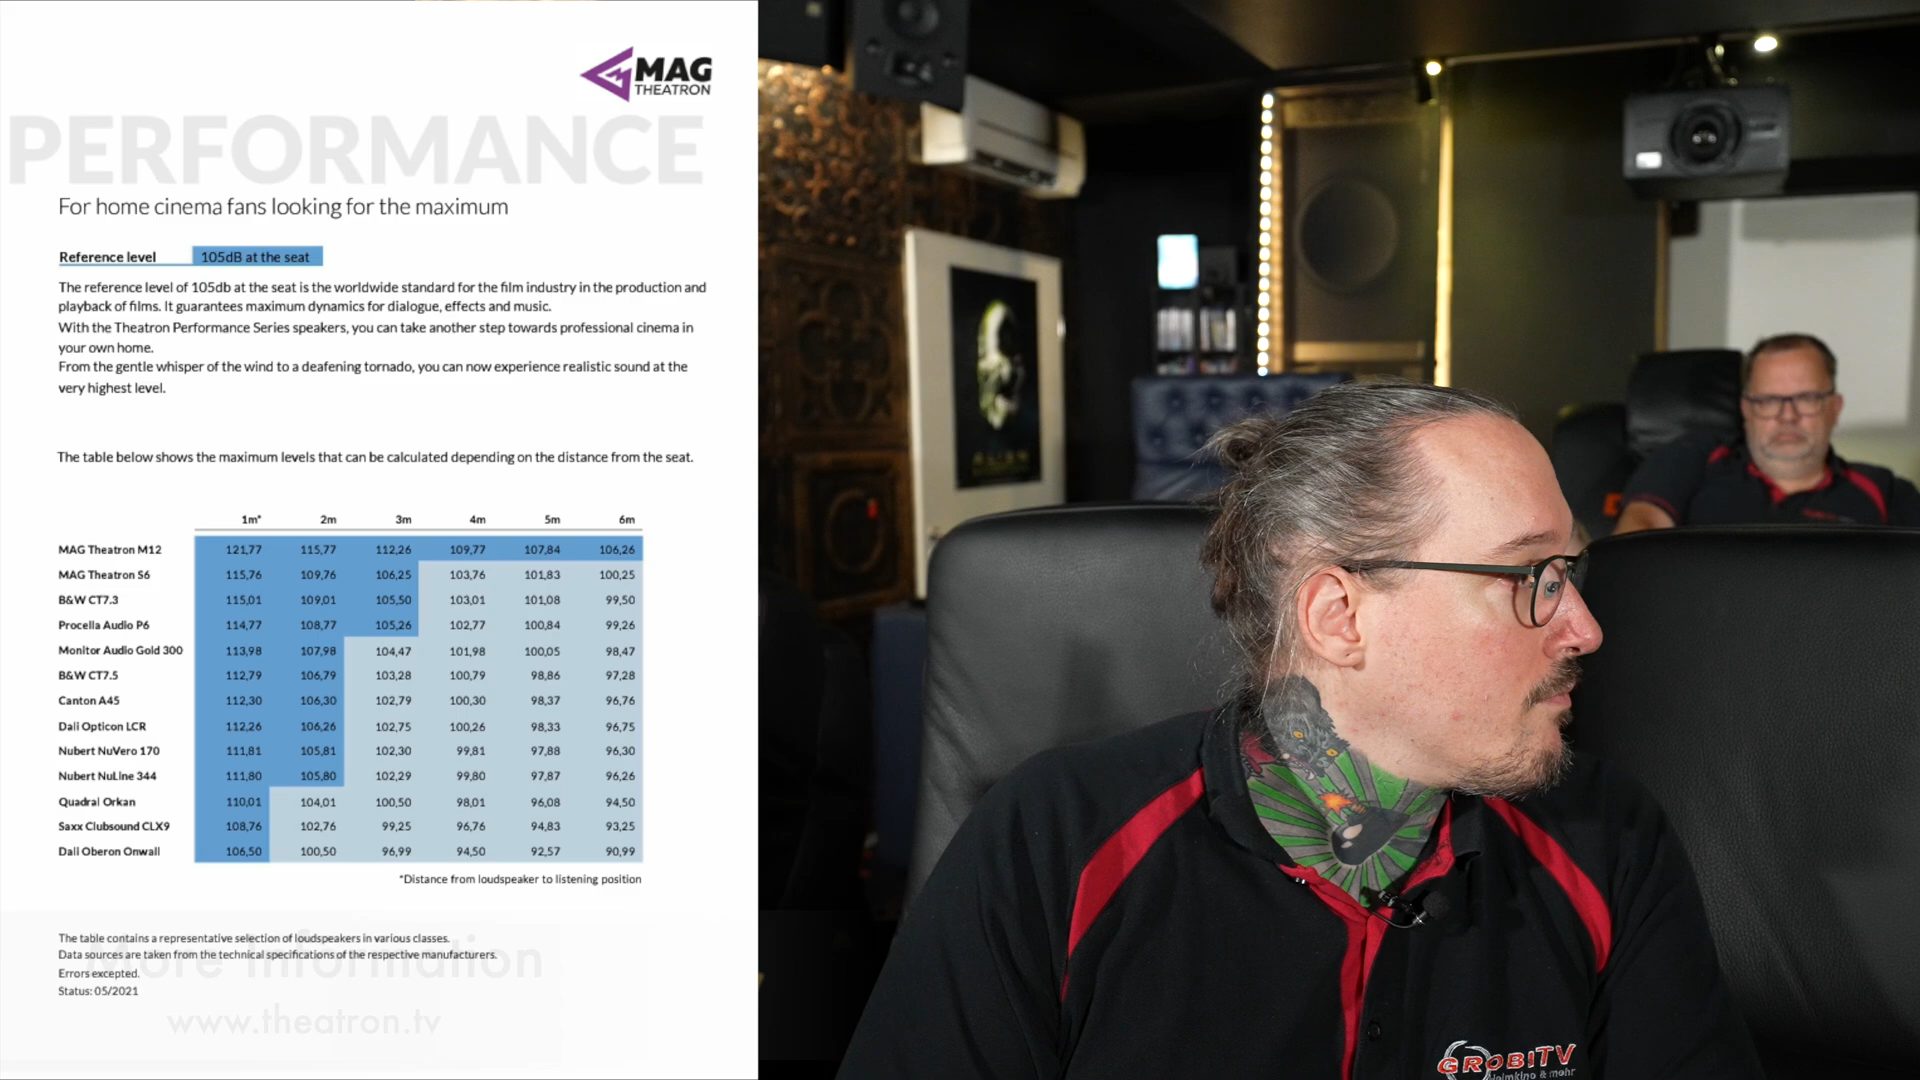 MAG
THEATRON
PERFORMANCE
For home cinema fans looking for the maximum
Reference level 105dB at the seat
The reference level of 105db at the seat is the worldwide standard for the film industry in the production and
playback of films. It guarantees maximum dynamics for dialogue, effects and music.
With the Theatron Performance Series speakers, you can take another step towards professional cinema in
your own home.
From the gentle whisper of the wind to a deafening tornado, you can now experience realistic sound at the
very highest level.
The table below shows the maximum levels that can be calculated depending on the distance from the seat.
1m* 2m 3m 4m 5m 6m
MAG Theatron M12 121,77 115,77 112,26 109,77 107,84 106,26
MAG Theatron S6 115,76 109,76 106,25 103,76 101,83 100,25
B&W CT7.3 115,01 109,01 105,50 103,01 101,08 99,50
Procella Audio P6 114,77 108,77 105,26 102,77 100,84 99,26
Monitor Audio Gold 300 113,98 107,98 104,47 101,98 100,05 98,47
B&W CT7.5 112,79 106,79 103,28 100,79 98,86 97,28
Canton A45 112,30 106,30 102,79 100,30 98,37 96,76
Dali Opticon LCR 112,26 106,26 102,75 100,26 98,33 96,75
Nubert NuVero 170 111,81 105,81 102,30 99,81 97,88 96,30
Nubert NuLine 344 111,80 105,80 102,29 99,80 97,87 96,26
Quadral Orkan 110,01 104,01 100,50 98,01 96,08 94,50
Saxx Clubsound CLX9 108,76 102,76 99,25 96,76 94,83 93,25
Dali Oberon Onwall 106,50 100,50 96,99 94,50 92,57 90,99
*Distance from loudspeaker to listening position
The table contains a representative selection of loudspeakers in various classes.
Data sources are taken from the technical specifications of the respective manufacturers.
Errors excepted.
Status: 05/2021
More Information
www.theatron.tv
ALIEN
GROBITV
Heimkino & mehr